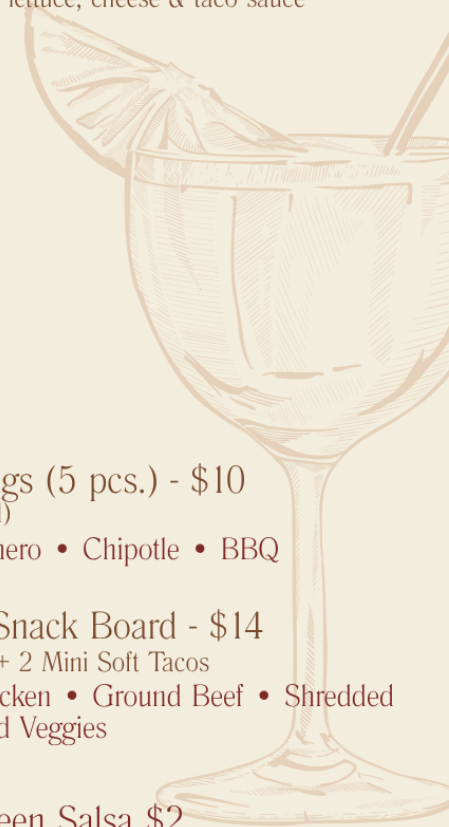 lettuce, cheese & taco sauce
gs (5 pcs.) - $10
l)
nero • Chipotle • BBQ
Snack Board - $14
+ 2 Mini Soft Tacos
cken • Ground Beef • Shredded
d Veggies
een Salsa $2